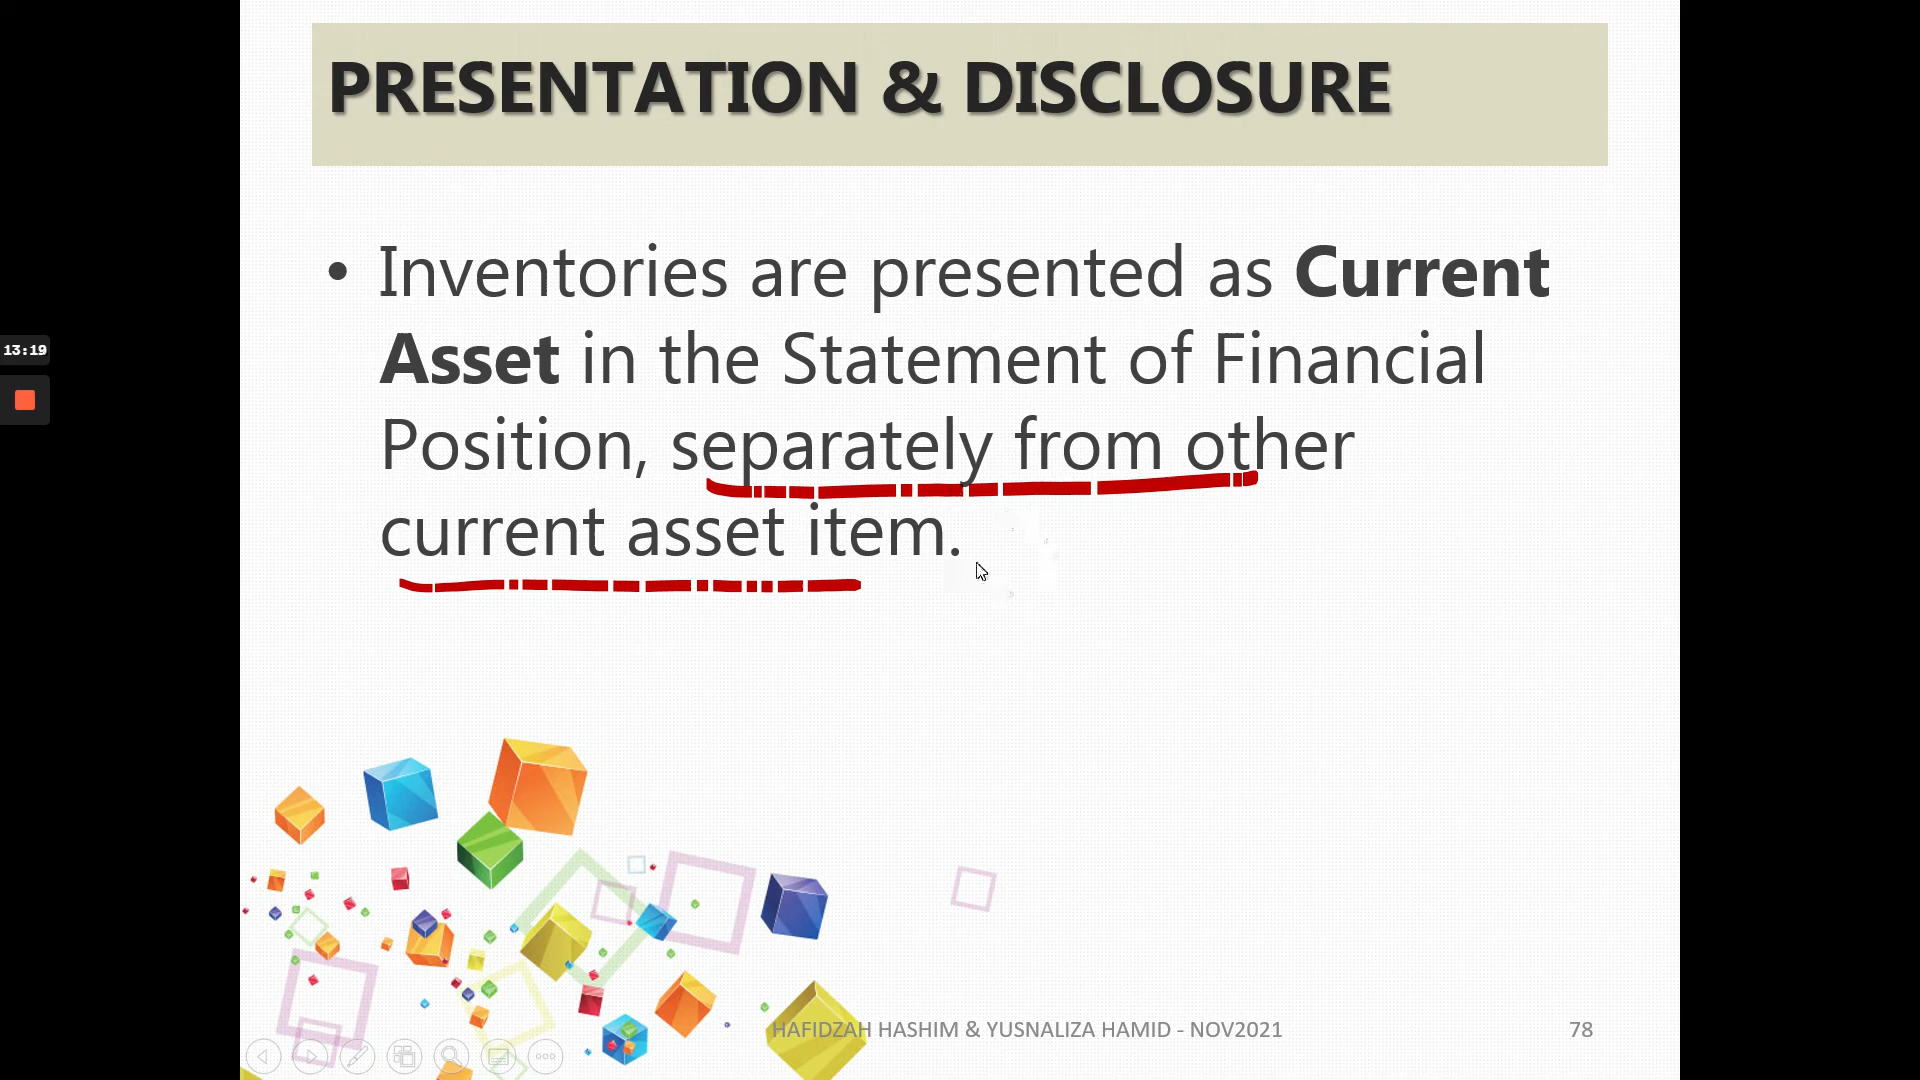 PRESENTATION & DISCLOSURE
• Inventories are presented as Current
Asset in the Statement of Financial
Position, separately from other
current asset item.
13:19
HAFIDZAH HASHIM & YUSNALIZA HAMID - NOV2021
78